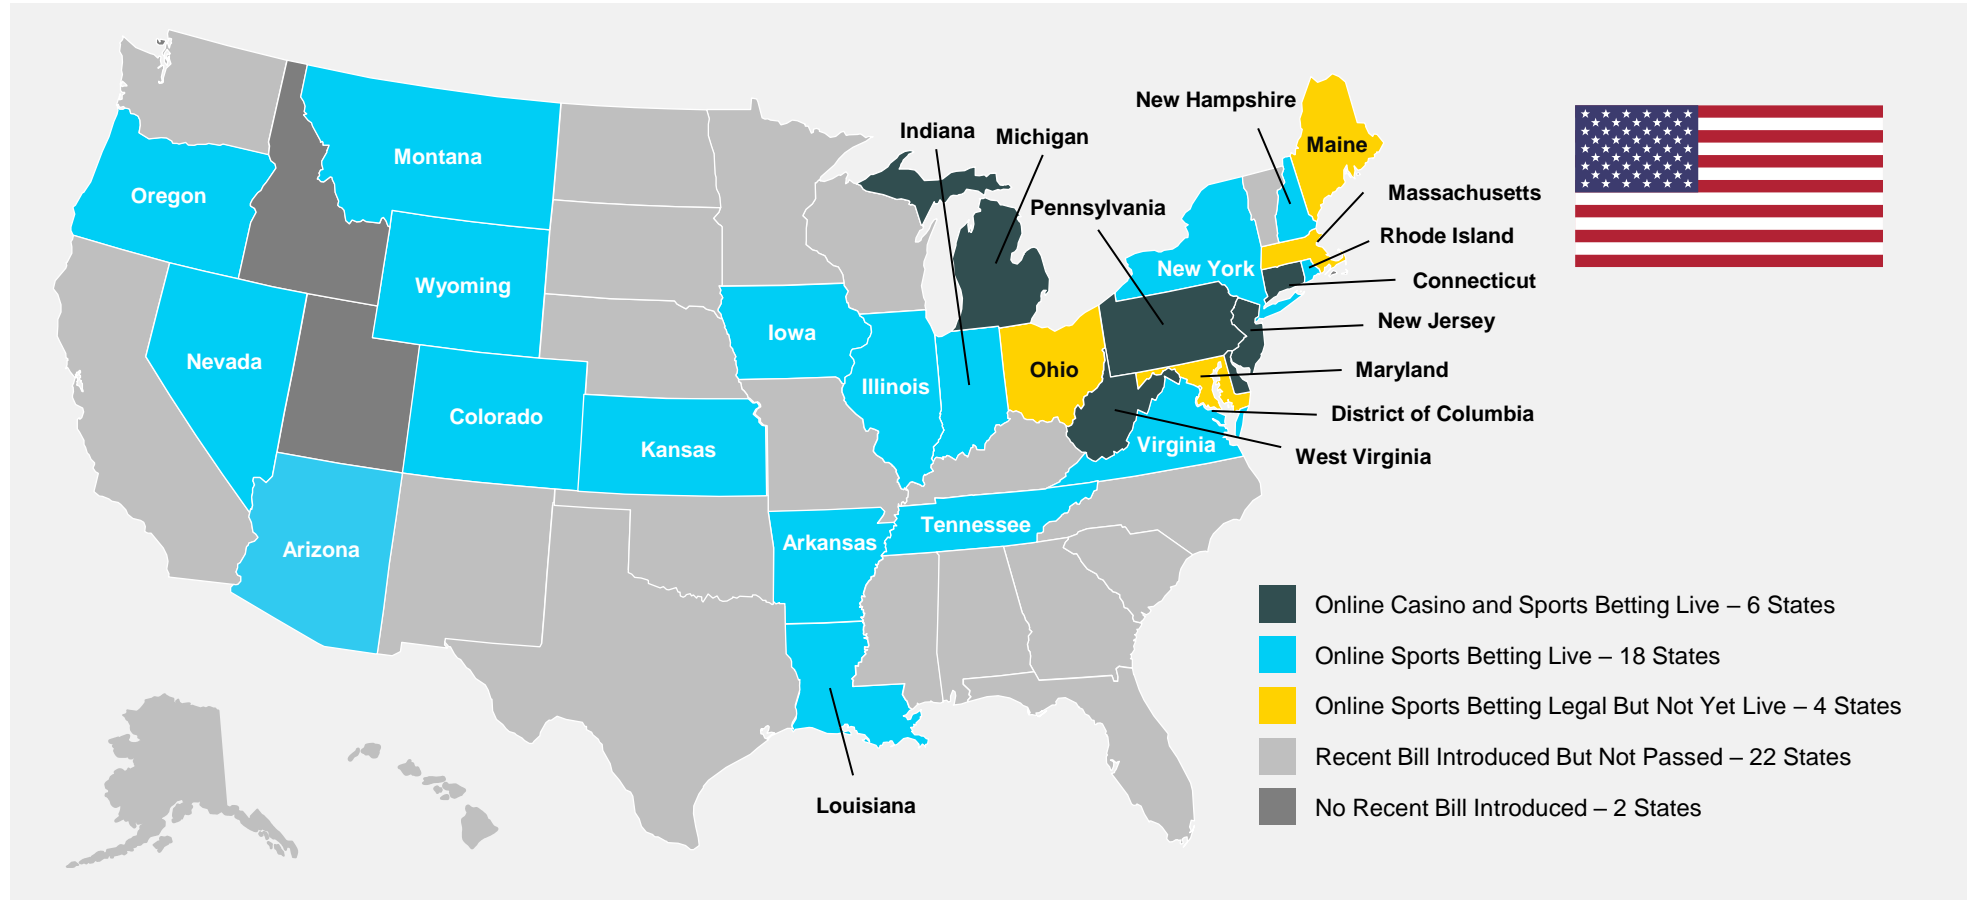 New Hampshire
Indiana
Michigan
Maine
Montana
Oregon
Massachusetts
Pennsylvania
Rhode Island
New York
Connecticut
Wyoming
New Jersey
Iowa
Nevada
Illinois
Ohio
Maryland
Colorado
District of Columbia
Kansas
Virginia
West Virginia
Tennessee
Arkansas
Arizona
Louisiana
Online Casino and Sports Betting Live – 6 States
Online Sports Betting Live – 18 States
Online Sports Betting Legal But Not Yet Live – 4 States
Recent Bill Introduced But Not Passed – 22 States
No Recent Bill Introduced – 2 States